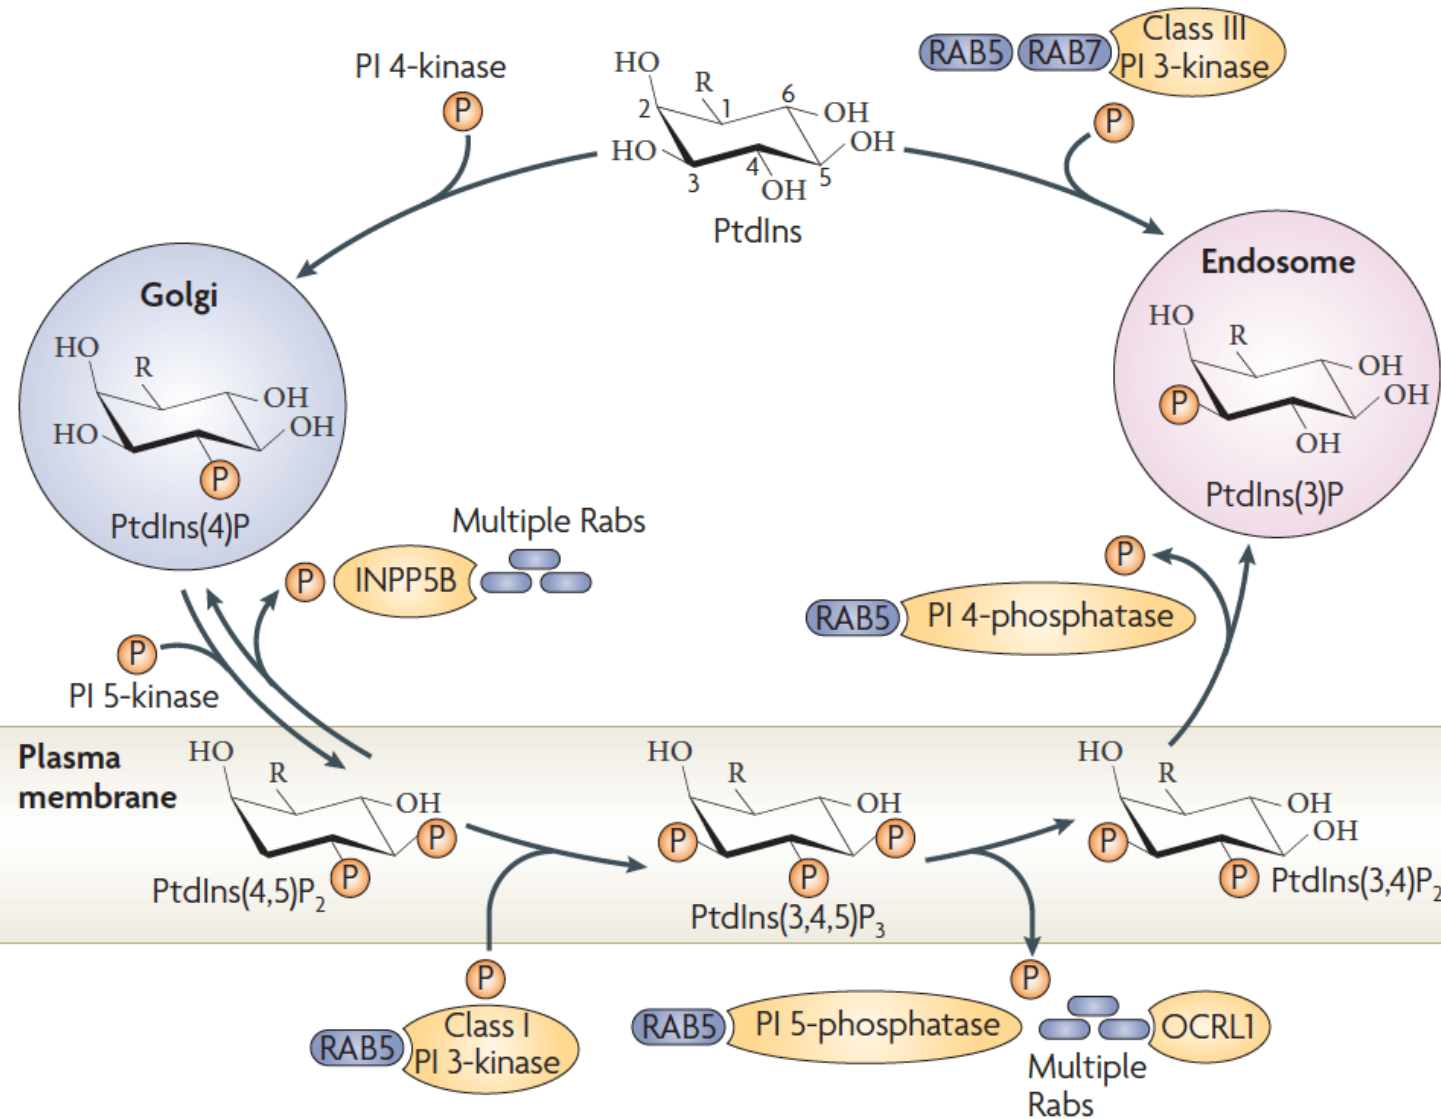 PI 4-kinase
P
HO
R
2
1
6
OH
HO
OH
3
4
OH
5
PtdIns
RAB5
RAB7
Class III
PI 3-kinase
P
Golgi
HO
R
OH
HO
OH
P
PtdIns(4)P
Endosome
HO
R
OH
P
OH
OH
PtdIns(3)P
Multiple Rabs
P
INPP5B
P
PI 5-kinase
P
RAB5
PI 4-phosphatase
Plasma
membrane
HO
R
OH
P
P
PtdIns(4,5)P2
HO
R
OH
P
P
P
PtdIns(3,4,5)P3
HO
R
OH
OH
P
P
PtdIns(3,4)P2
P
RAB5
Class I
PI 3-kinase
P
RAB5
PI 5-phosphatase
OCRL1
Multiple
Rabs